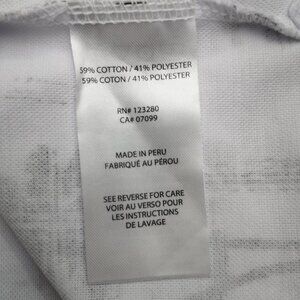 59% COTTON / 41% POLYESTER
59% COTON / 41% POLYESTER
RN# 123280
CA# 07099
MADE IN PERU
FABRIQUÉ AU PÉROU
SEE REVERSE FOR CARE
VOIR AU VERSO POUR
LES INSTRUCTIONS
DE LAVAGE